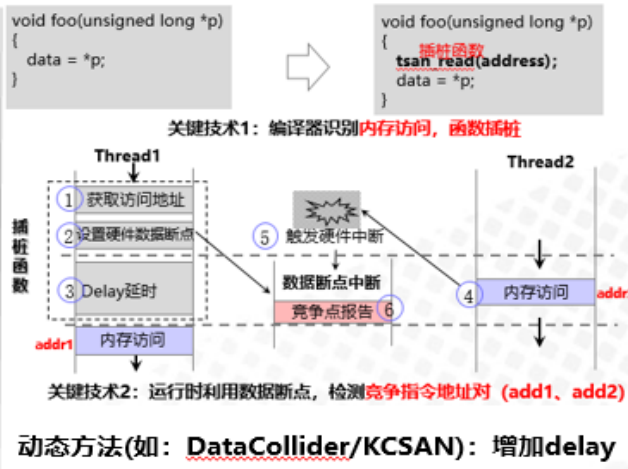 void foo(unsigned long *p)
{
data = *p;
}
void foo(unsigned long *p)
{
插桩函数
tsan_read(address);
data = *p;
}
关键技术1：编译器识别内存访问，函数插桩
Thread1
Thread2
插桩函数
① 获取访问地址
② 设置硬件数据断点
③ Delay延时
addr1
内存访问
⑤ 触发硬件中断
数据断点中断
竞争点报告 ⑥
④ 内存访问
addr
关键技术2：运行时利用数据断点，检测竞争指令地址对（add1、add2）
动态方法(如：DataCollider/KCSAN)：增加delay